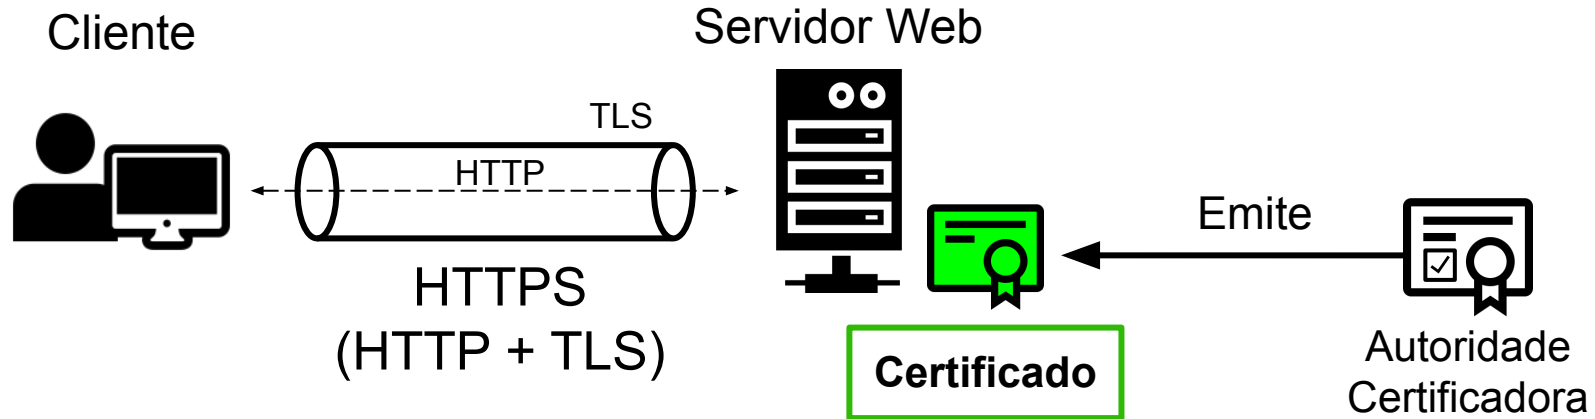 Cliente
Servidor Web
TLS
HTTP
HTTPS
(HTTP + TLS)
Certificado
Emite
Autoridade
Certificadora